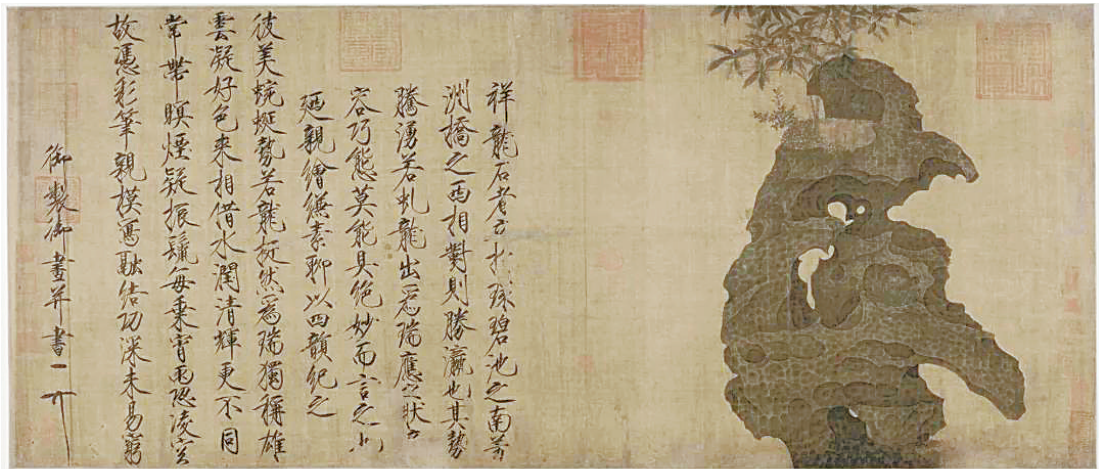 祥龍石者立於環碧池之南芳
洲橋之西相對則勝瀛也其勢
騰湧若虬龍出為瑞應之狀奇
容巧態莫能具絕妙而言之也
廼親繪縑素聊以四韻紀之
彼美蜿蜒勢若龍挺然為瑞獨稱雄
雲凝好色來相借水潤清輝更不同
常帶暝煙疑振鬣每乘宵雨恐凌空
故憑彩筆親模寫融結功深未易窮
御製御畫并書